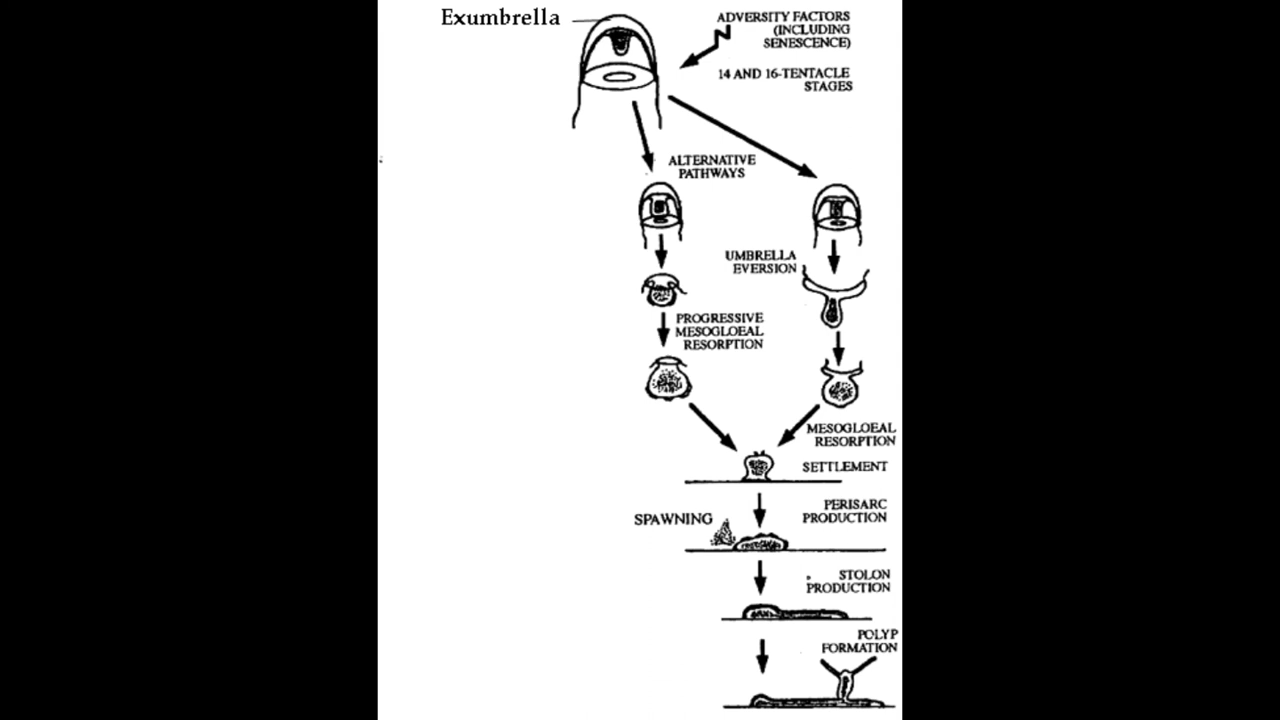 Exumbrella
ADVERSITY FACTORS
(INCLUDING
SENESCENCE)
14 AND 16-TENTACLE
STAGES
ALTERNATIVE
PATHWAYS
UMBRELLA
EVERSION
PROGRESSIVE
MESOGLOEAL
RESORPTION
MESOGLOEAL
RESORPTION
SETTLEMENT
PERISARC
PRODUCTION
SPAWNING
STOLON
PRODUCTION
POLYP
FORMATION